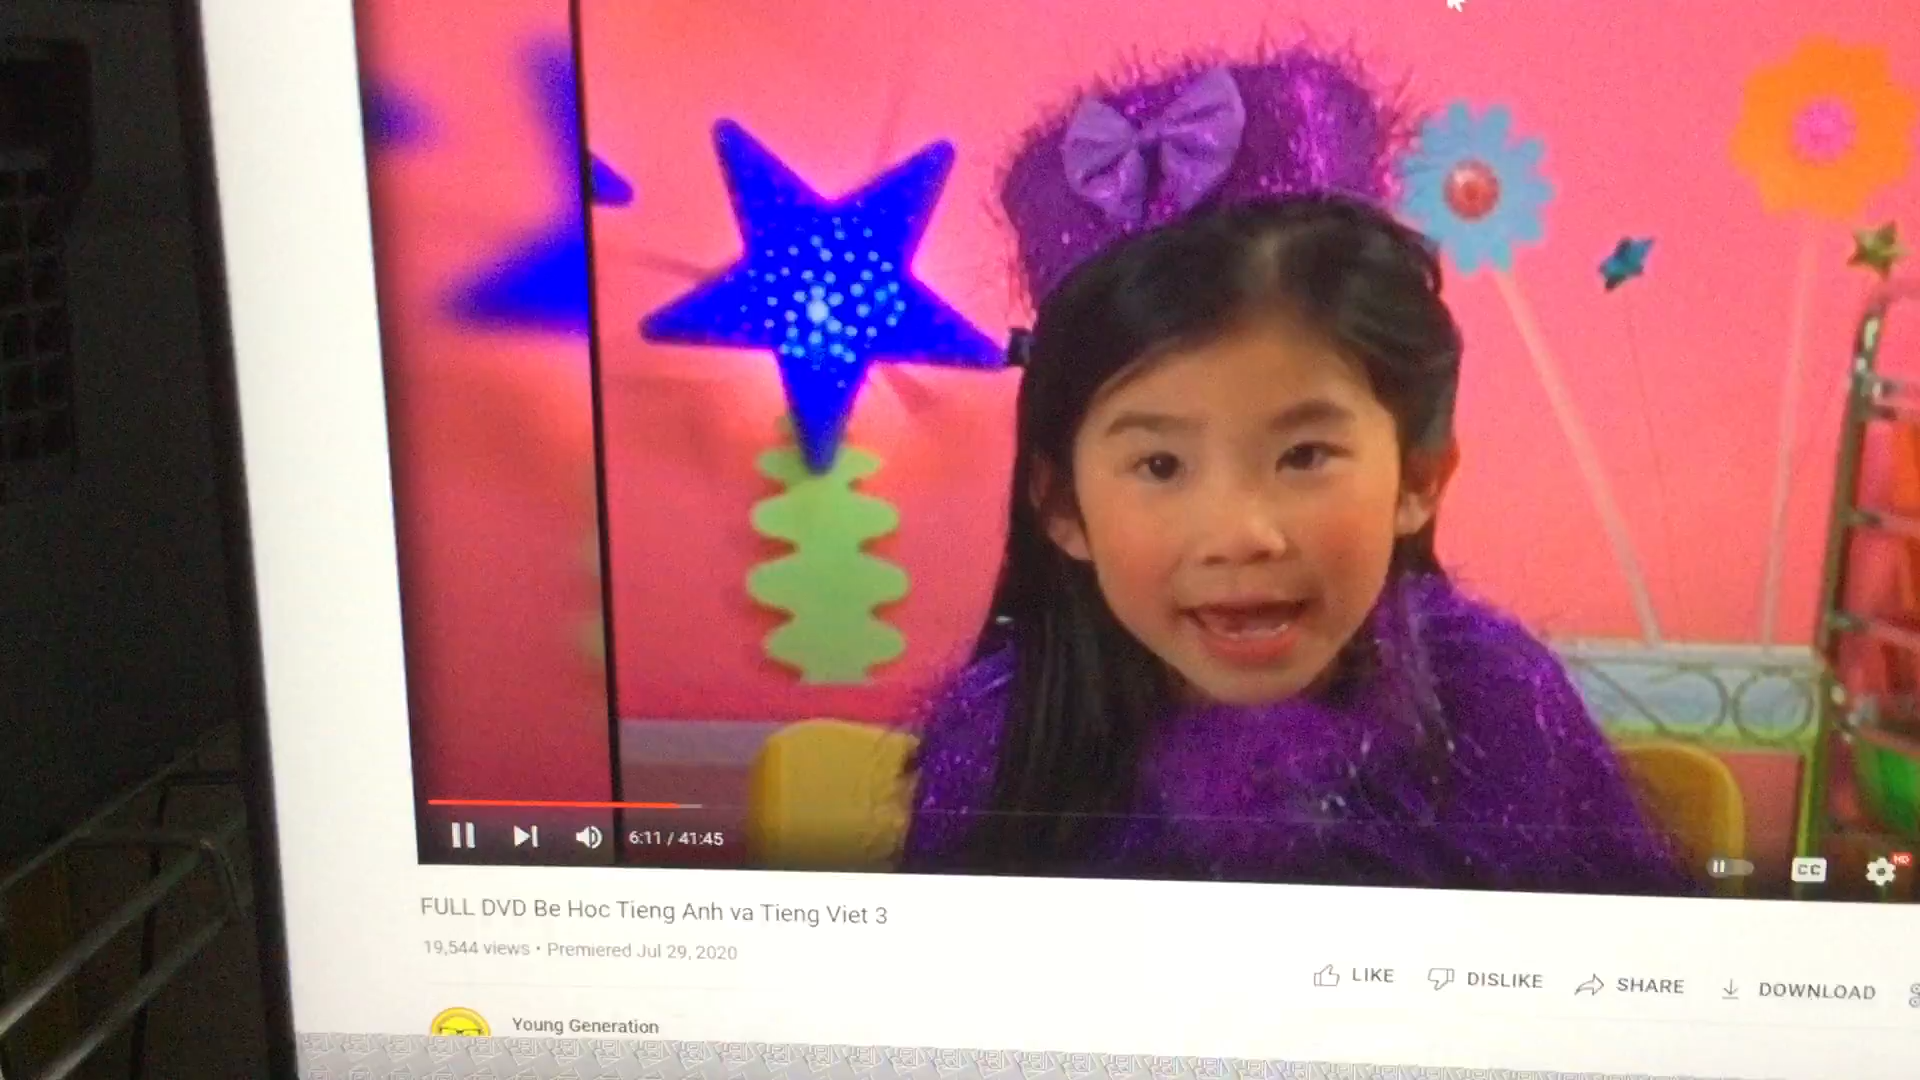 6:11 / 41:45
CC
HD
FULL DVD Be Hoc Tieng Anh va Tieng Viet 3
19,544 views • Premiered Jul 29, 2020
LIKE
DISLIKE
SHARE
DOWNLOAD
Young Generation